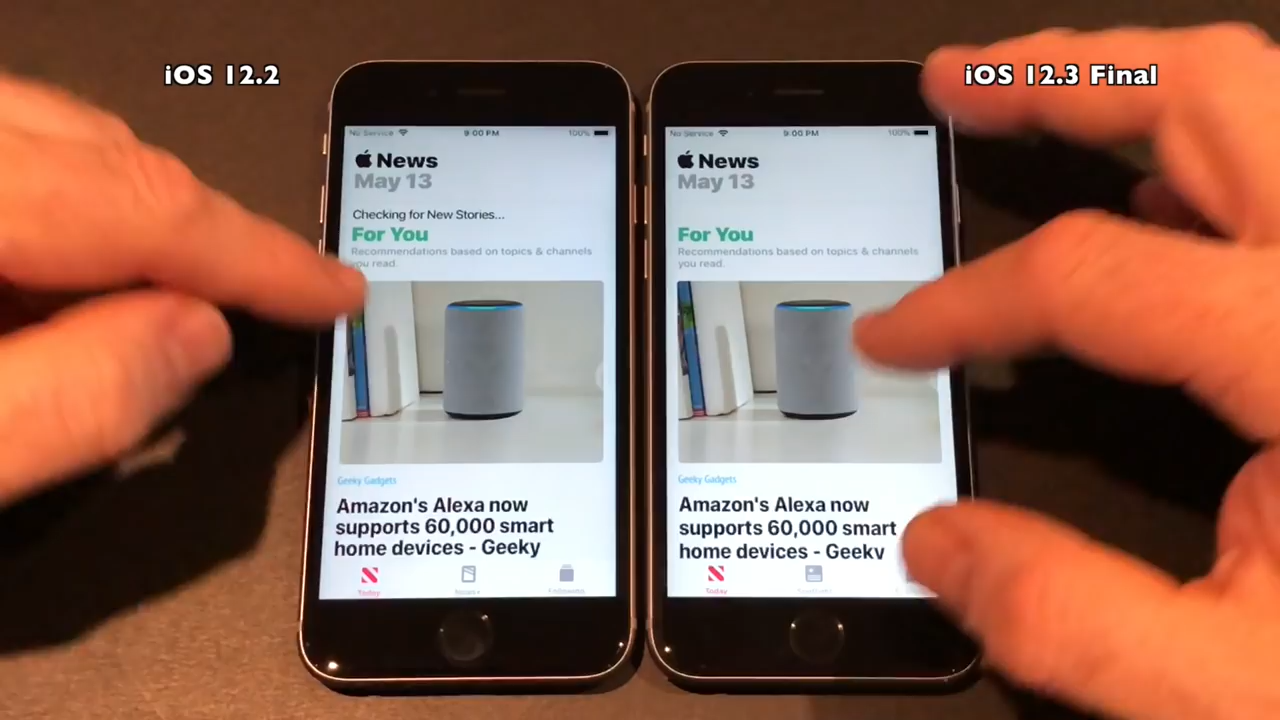 iOS 12.2
iOS 12.3 Final
No Service 9:00 PM 100%
News
May 13
Checking for New Stories...
For You
Recommendations based on topics & channels
you read.
Geeky Gadgets
Amazon's Alexa now
supports 60,000 smart
home devices - Geeky
Today
No Service 9:00 PM 100%
News
May 13
For You
Recommendations based on topics & channels
you read.
Geeky Gadgets
Amazon's Alexa now
supports 60,000 smart
home devices - Geeky
Today